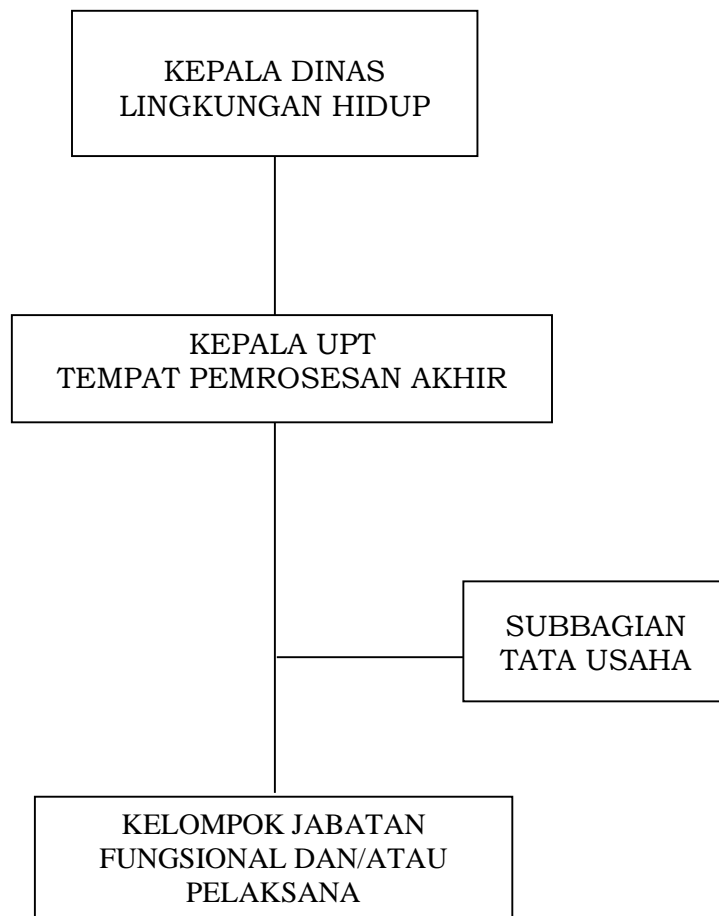 KEPALA DINAS
LINGKUNGAN HIDUP
KEPALA UPT
TEMPAT PEMROSESAN AKHIR
SUBBAGIAN
TATA USAHA
KELOMPOK JABATAN
FUNGSIONAL DAN/ATAU
PELAKSANA